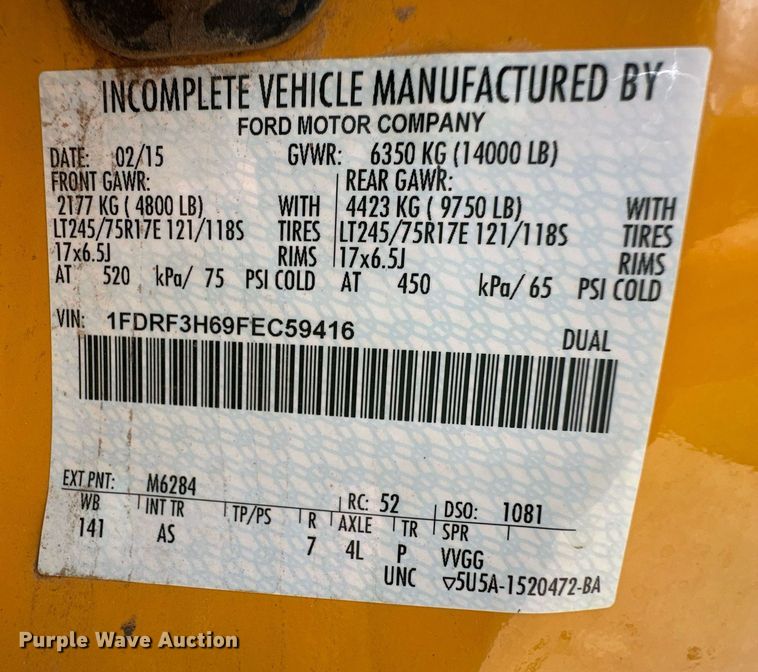 INCOMPLETE VEHICLE MANUFACTURED BY
FORD MOTOR COMPANY
DATE: 02/15 GVWR: 6350 KG (14000 LB)
FRONT GAWR: REAR GAWR:
2177 KG ( 4800 LB) WITH 4423 KG ( 9750 LB) WITH
LT245/75R17E 121/118S TIRES LT245/75R17E 121/118S TIRES
17x6.5J RIMS 17x6.5J RIMS
AT 520 kPa/ 75 PSI COLD AT 450 kPa/ 65 PSI COLD
VIN: 1FDRF3H69FEC59416 DUAL
EXT PNT: M6284 RC: 52 DSO: 1081
WB INT TR TP/PS R AXLE TR SPR
141 AS 7 4L P VVGG
UNC ▽5U5A-1520472-BA
Purple Wave Auction